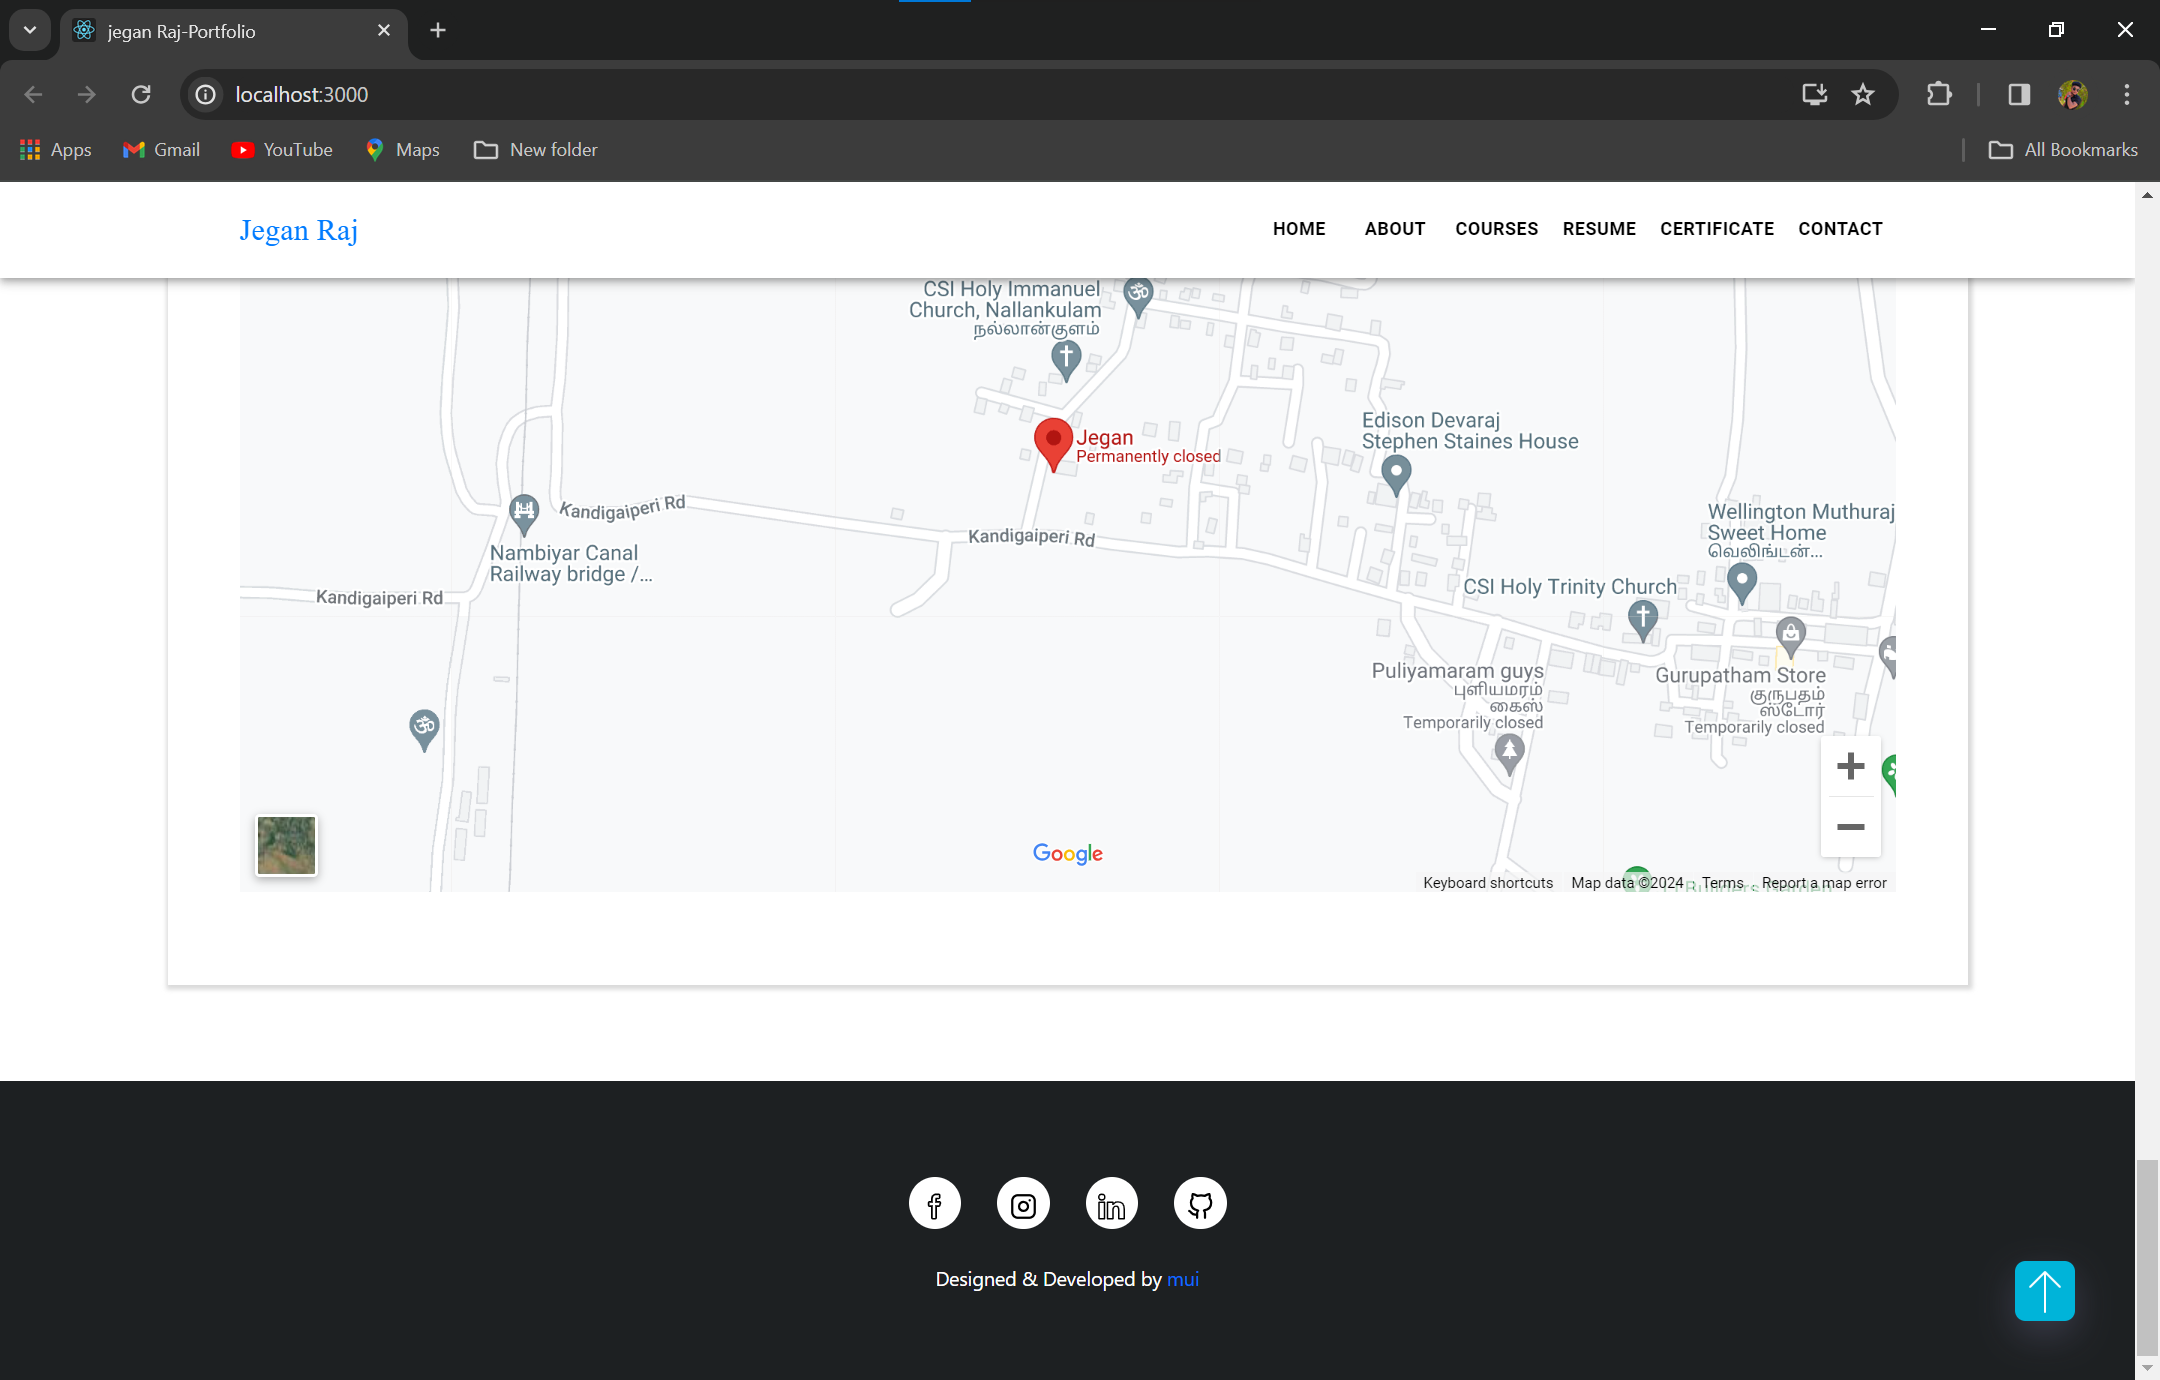 jegan Raj-Portfolio
localhost:3000
Apps
Gmail
YouTube
Maps
New folder
All Bookmarks
Jegan Raj
HOME
ABOUT
COURSES
RESUME
CERTIFICATE
CONTACT
CSI Holy Immanuel
Church, Nallankulam
நல்லான்குளம்
Jegan
Permanently closed
Edison Devaraj
Stephen Staines House
Kandigaiperi Rd
Kandigaiperi Rd
Wellington Muthuraj
Sweet Home
வெலிங்டன்...
Nambiyar Canal
Railway bridge /...
Kandigaiperi Rd
CSI Holy Trinity Church
Puliyamaram guys
புளியமரம்
கைஸ்
Temporarily closed
Gurupatham Store
குருபதம்
ஸ்டோர்
Temporarily closed
Google
Keyboard shortcuts
Map data ©2024
Terms
Report a map error
Designed & Developed by mui